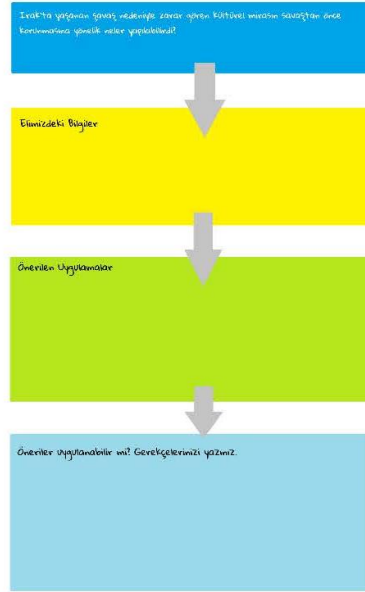 Irak'ta yaşanan savaş nedeniyle zarar gören kültürel mirasın savaştan önce
korunmasına yönelik neler yapılabilirdi?
Elimizdeki Bilgiler
Önerilen Uygulamalar
Öneriler uygulanabilir mi? Gerekçelerinizi yazınız.